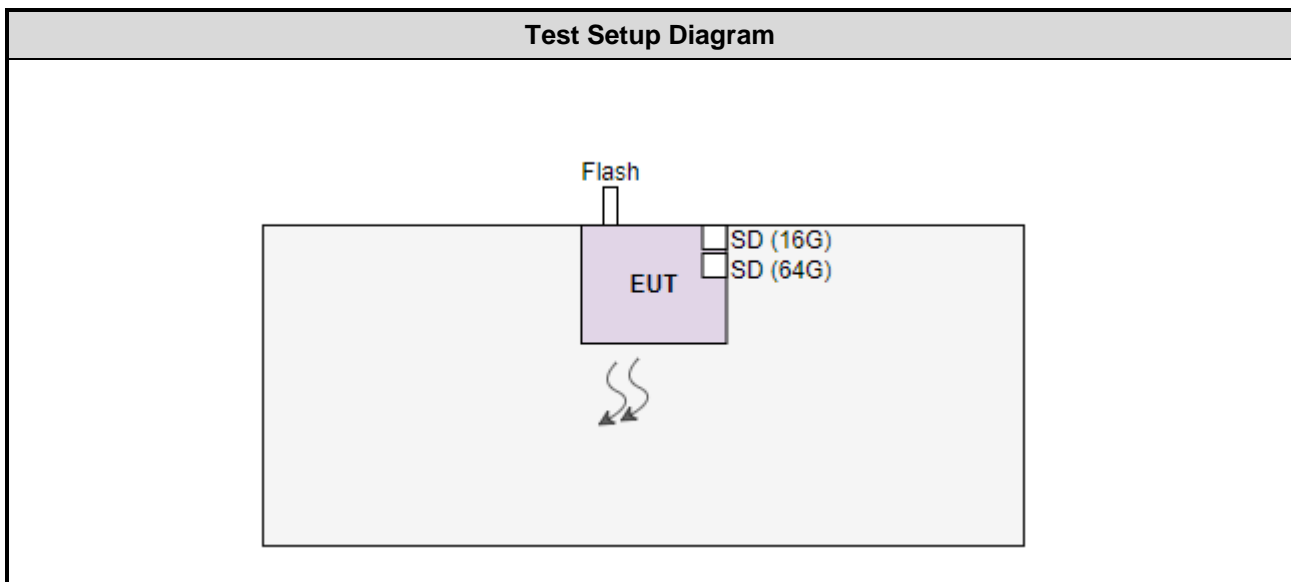 Test Setup Diagram
Flash
SD (16G)
SD (64G)
EUT